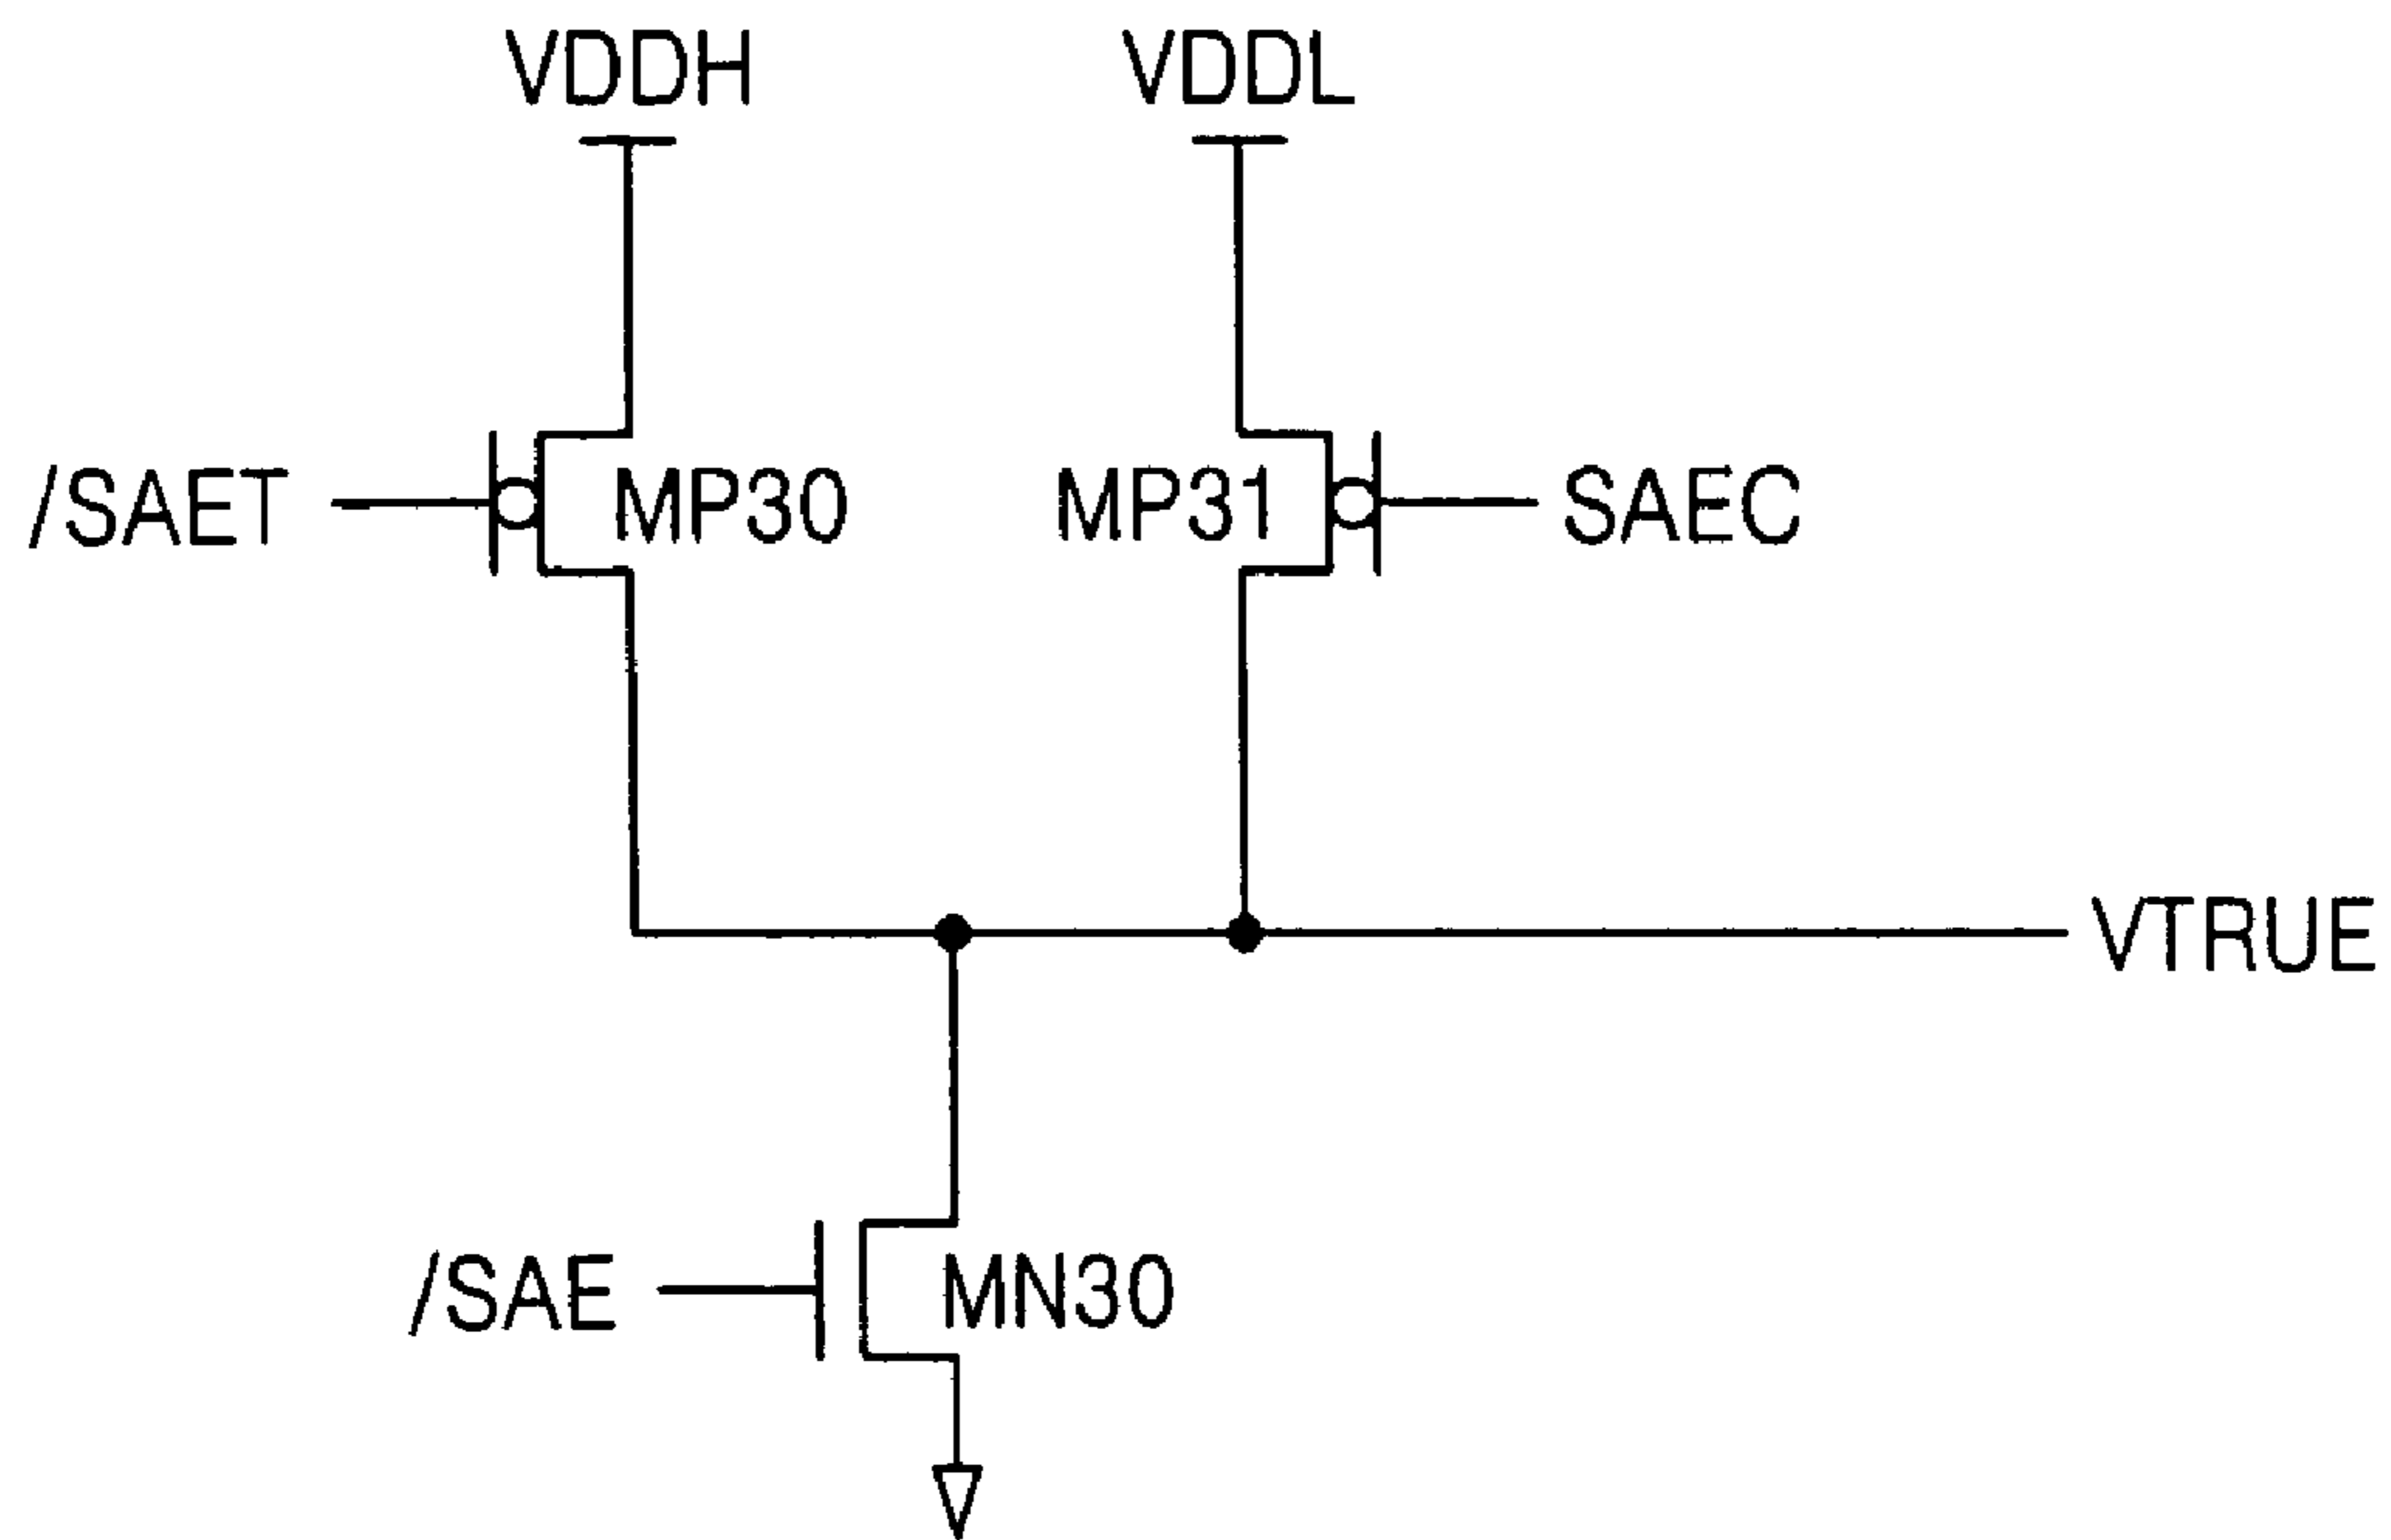 VDDH
VDDL
/SAET
MP30
MP31
SAEC
VTRUE
/SAE
MN30